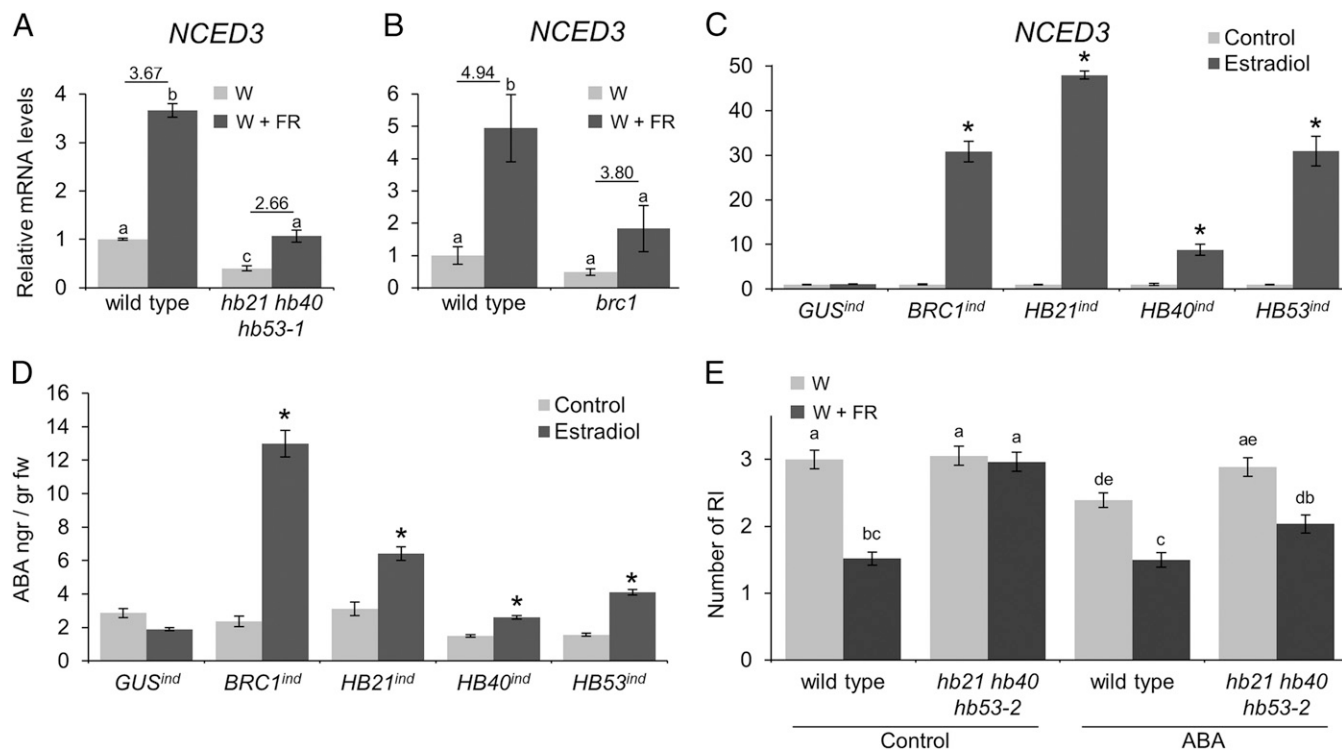 A
NCED3
Relative mRNA levels
4
3
2
1
0
3.67
2.66
W
W + FR
a
b
c
a
wild type
hb21 hb40
hb53-1
B
NCED3
7
6
5
4
3
2
1
0
4.94
3.80
W
W + FR
a
b
a
a
wild type
brc1
C
NCED3
Control
Estradiol
50
40
30
20
10
0
* * * *
GUSind
BRC1ind
HB21ind
HB40ind
HB53ind
D
ABA ngr / gr fw
16
14
12
10
8
6
4
2
0
Control
Estradiol
* * * *
GUSind
BRC1ind
HB21ind
HB40ind
HB53ind
E
W
W + FR
Number of RI
3
2
1
0
a
bc
a
a
de
c
ae
db
wild type
hb21 hb40
hb53-2
wild type
hb21 hb40
hb53-2
Control
ABA